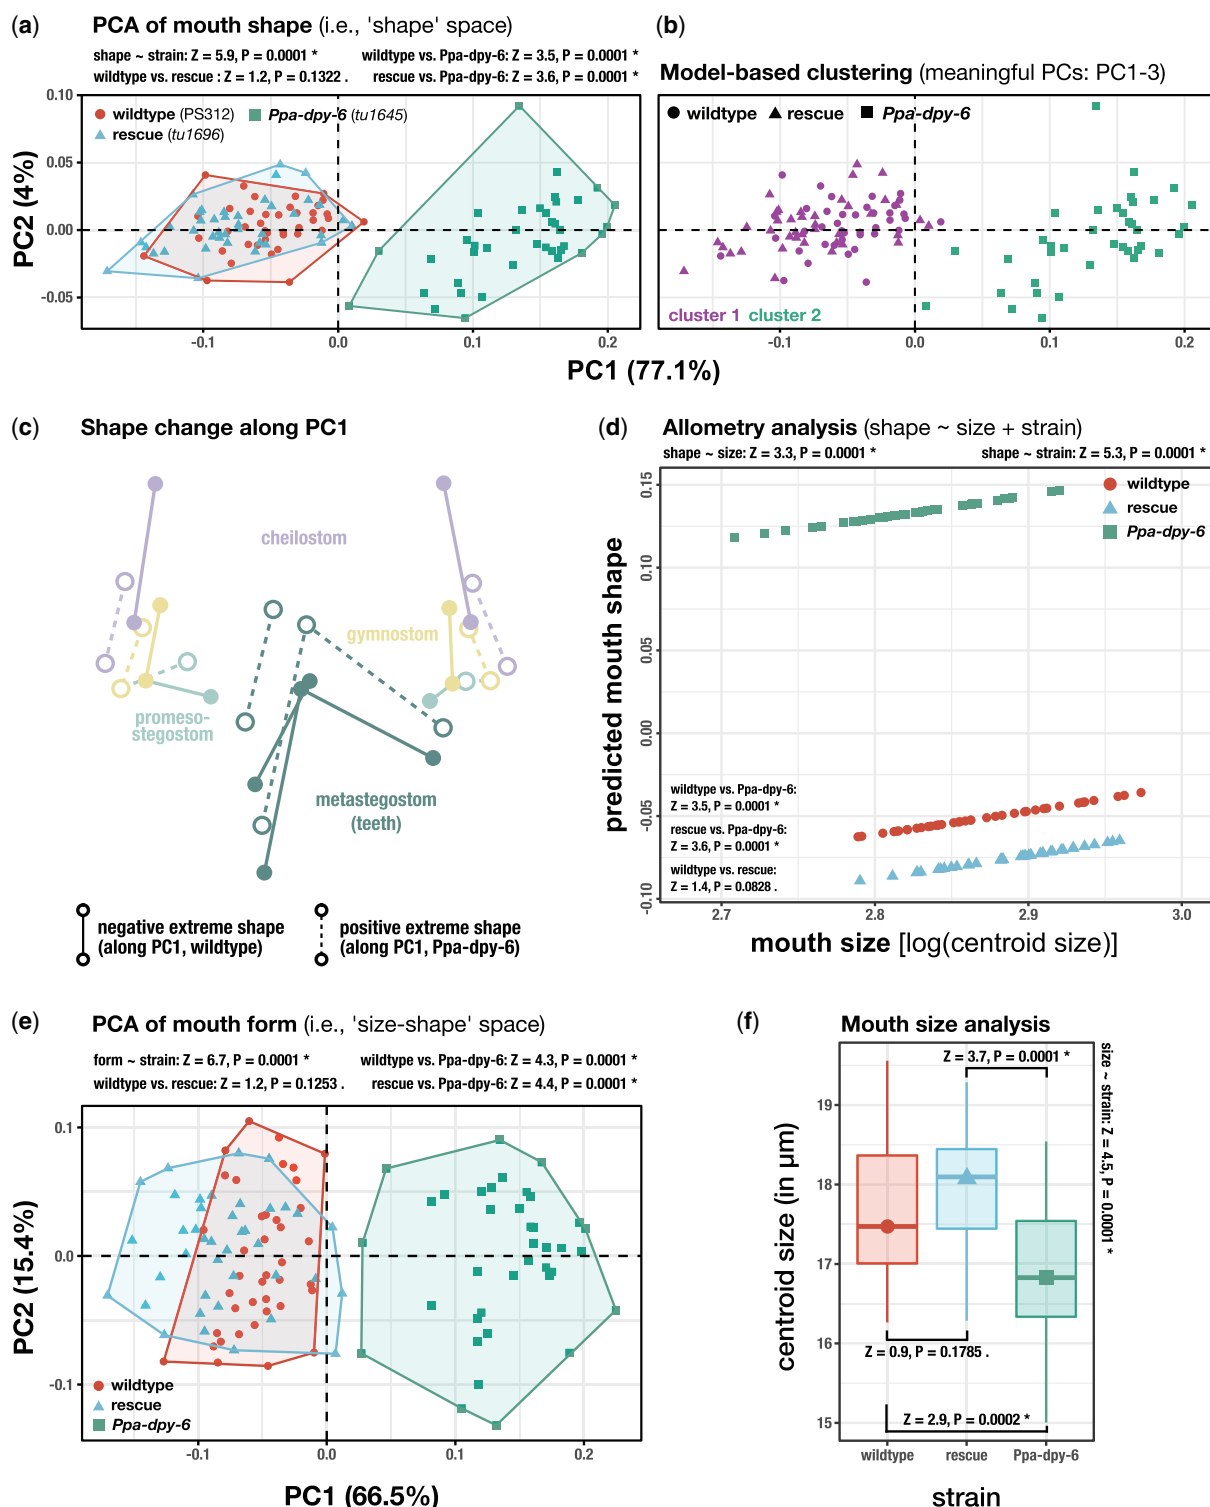 (a) PCA of mouth shape (i.e., 'shape' space)
shape ~ strain: Z = 5.9, P = 0.0001 *
wildtype vs. Ppa-dpy-6: Z = 3.5, P = 0.0001 *
wildtype vs. rescue : Z = 1.2, P = 0.1322 .
rescue vs. Ppa-dpy-6: Z = 3.6, P = 0.0001 *
wildtype (PS312)
Ppa-dpy-6 (tu1645)
rescue (tu1696)
PC2 (4%)
0.10
0.05
0.00
-0.05
-0.1
0.0
0.1
0.2
(b)
Model-based clustering (meaningful PCs: PC1-3)
wildtype
rescue
Ppa-dpy-6
cluster 1
cluster 2
-0.1
0.0
0.1
0.2
PC1 (77.1%)
(c) Shape change along PC1
cheilostom
gymnostom
promeso-
stegostom
metastegostom
(teeth)
negative extreme shape
(along PC1, wildtype)
positive extreme shape
(along PC1, Ppa-dpy-6)
(d) Allometry analysis (shape ~ size + strain)
shape ~ size: Z = 3.3, P = 0.0001 *
shape ~ strain: Z = 5.3, P = 0.0001 *
wildtype
rescue
Ppa-dpy-6
predicted mouth shape
0.15
0.10
0.05
0.00
-0.05
-0.10
wildtype vs. Ppa-dpy-6:
Z = 3.5, P = 0.0001 *
rescue vs. Ppa-dpy-6:
Z = 3.6, P = 0.0001 *
wildtype vs. rescue:
Z = 1.4, P = 0.0828 .
2.7
2.8
2.9
3.0
mouth size [log(centroid size)]
(e) PCA of mouth form (i.e., 'size-shape' space)
form ~ strain: Z = 6.7, P = 0.0001 *
wildtype vs. Ppa-dpy-6: Z = 4.3, P = 0.0001 *
wildtype vs. rescue: Z = 1.2, P = 0.1253 .
rescue vs. Ppa-dpy-6: Z = 4.4, P = 0.0001 *
PC2 (15.4%)
0.1
0.0
-0.1
wildtype
rescue
Ppa-dpy-6
-0.1
0.0
0.1
0.2
PC1 (66.5%)
(f) Mouth size analysis
Z = 3.7, P = 0.0001 *
size ~ strain: Z = 4.5, P = 0.0001 *
centroid size (in µm)
19
18
17
16
15
Z = 0.9, P = 0.1785 .
Z = 2.9, P = 0.0002 *
wildtype
rescue
Ppa-dpy-6
strain